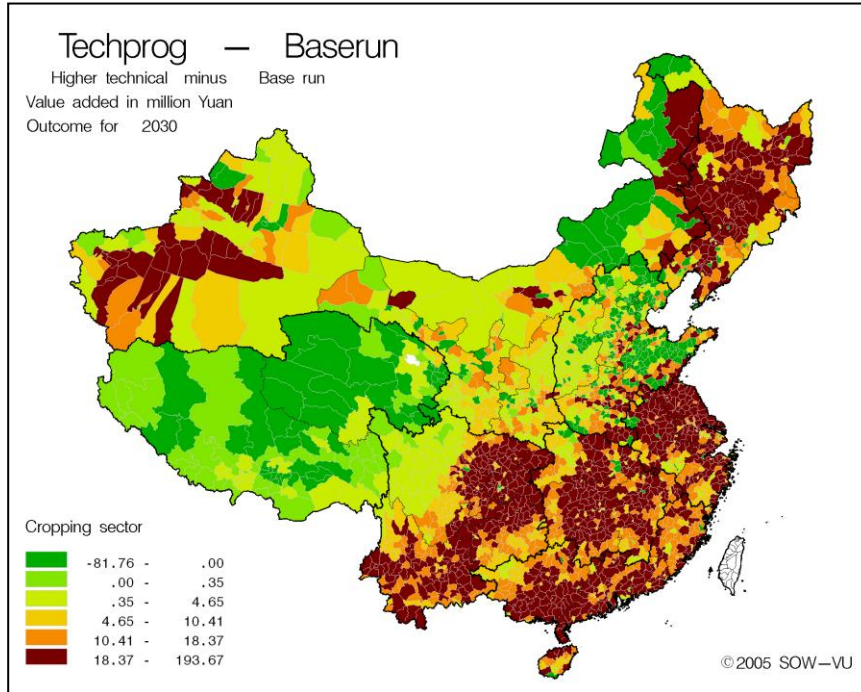 Techprog — Baserun
Higher technical minus Base run
Value added in million Yuan
Outcome for 2030
Cropping sector
-81.76 - .00
.00 - .35
.35 - 4.65
4.65 - 10.41
10.41 - 18.37
18.37 - 193.67
©2005 SOW—VU